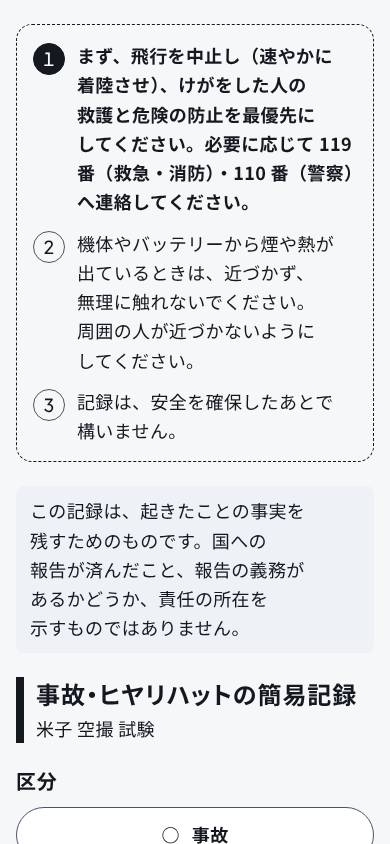 1 まず、飛行を中止し（速やかに
着陸させ）、けがをした人の
救護と危険の防止を最優先に
してください。必要に応じて 119
番（救急・消防）・110 番（警察）
へ連絡してください。
2 機体やバッテリーから煙や熱が
出ているときは、近づかず、
無理に触れないでください。
周囲の人が近づかないように
してください。
3 記録は、安全を確保したあとで
構いません。
この記録は、起きたことの事実を
残すためのものです。国への
報告が済んだこと、報告の義務が
あるかどうか、責任の所在を
示すものではありません。
事故・ヒヤリハットの簡易記録
米子 空撮 試験
区分
事故